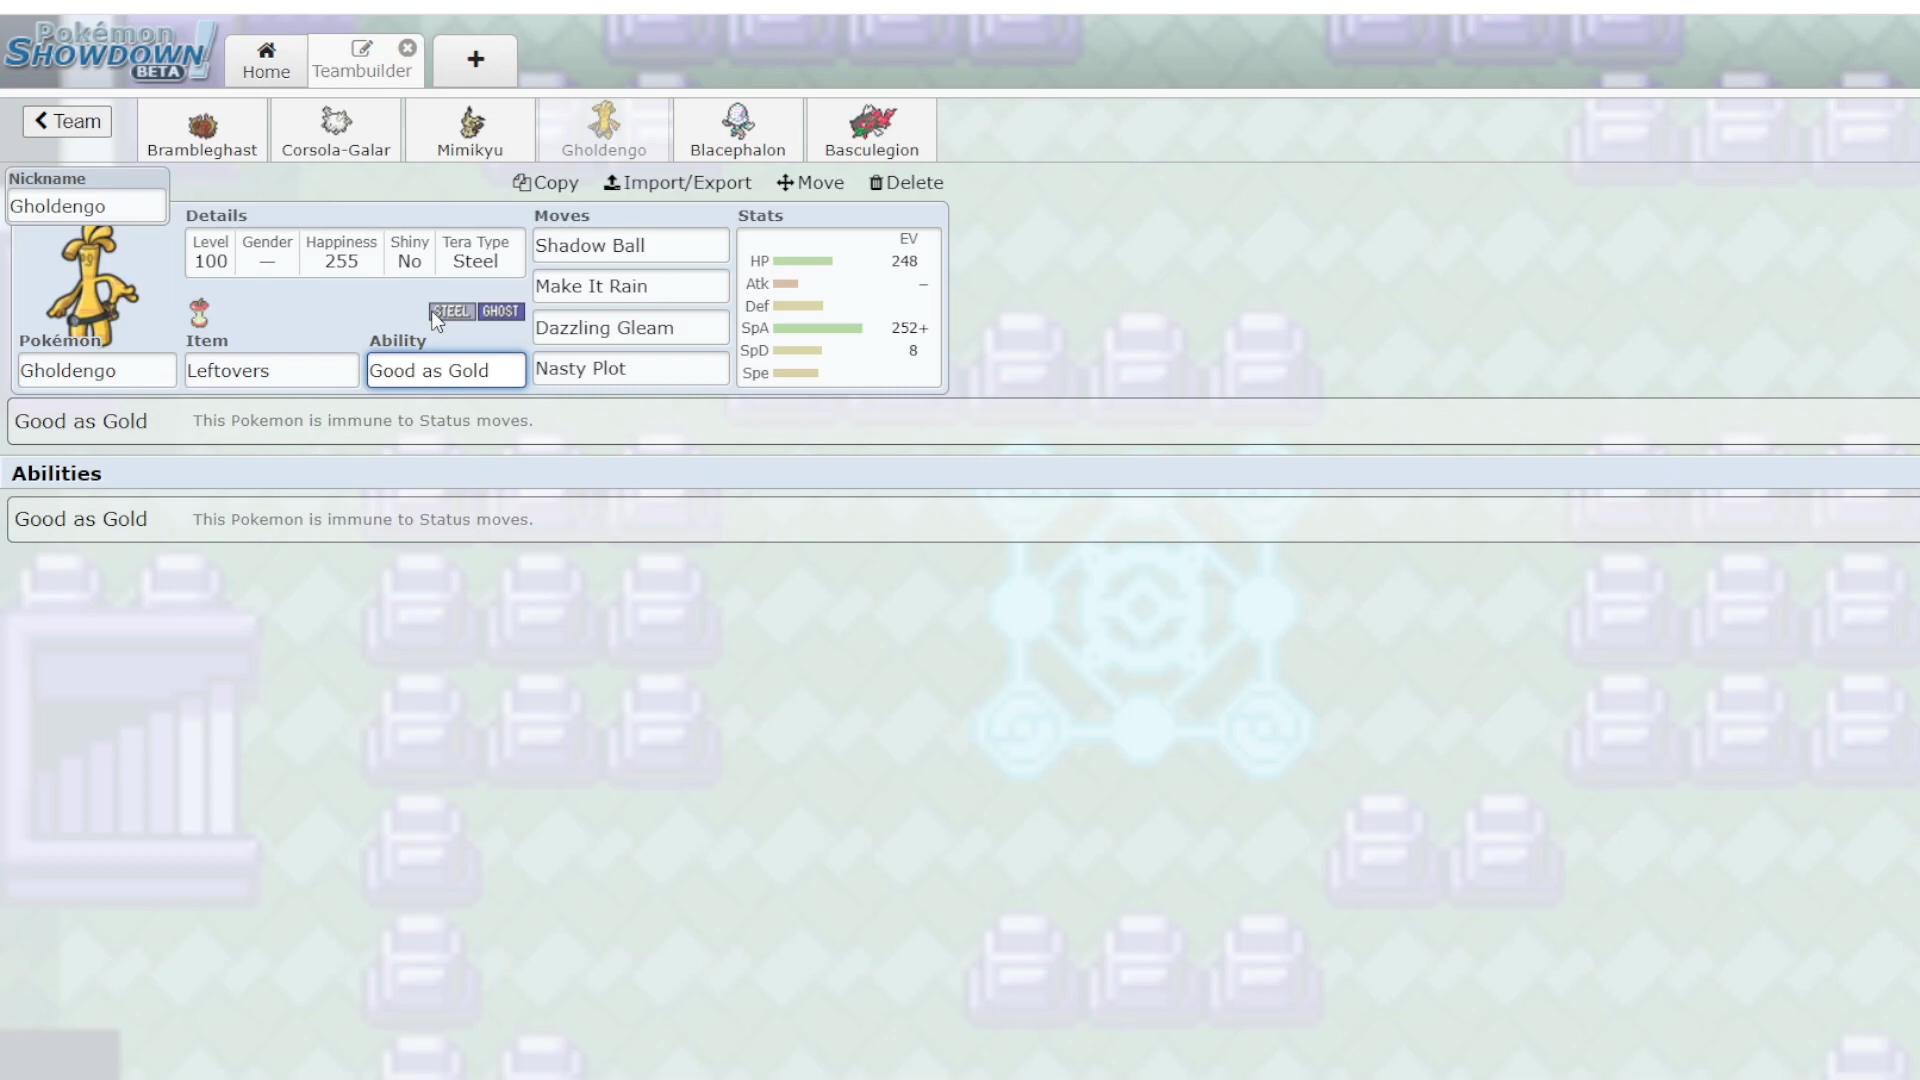 Pokémon
SHOWDOWN!
BETA
Home
Teambuilder
+
Team
Brambleghast
Corsola-Galar
Mimikyu
Gholdengo
Blacephalon
Basculegion
Copy
Import/Export
Move
Delete
Nickname
Gholdengo
Details
Level Gender Happiness Shiny Tera Type
100 — 255 No Steel
STEEL GHOST
Pokémon
Gholdengo
Item
Leftovers
Ability
Good as Gold
Moves
Shadow Ball
Make It Rain
Dazzling Gleam
Nasty Plot
Stats
EV
HP 248
Atk –
Def
SpA 252+
SpD 8
Spe
Good as Gold This Pokemon is immune to Status moves.
Abilities
Good as Gold This Pokemon is immune to Status moves.